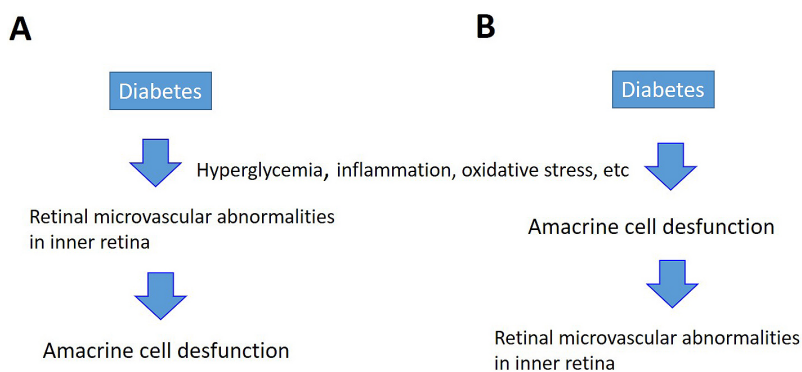 A
Diabetes
Hyperglycemia, inflammation, oxidative stress, etc
Retinal microvascular abnormalities
in inner retina
Amacrine cell desfunction
B
Diabetes
Amacrine cell desfunction
Retinal microvascular abnormalities
in inner retina